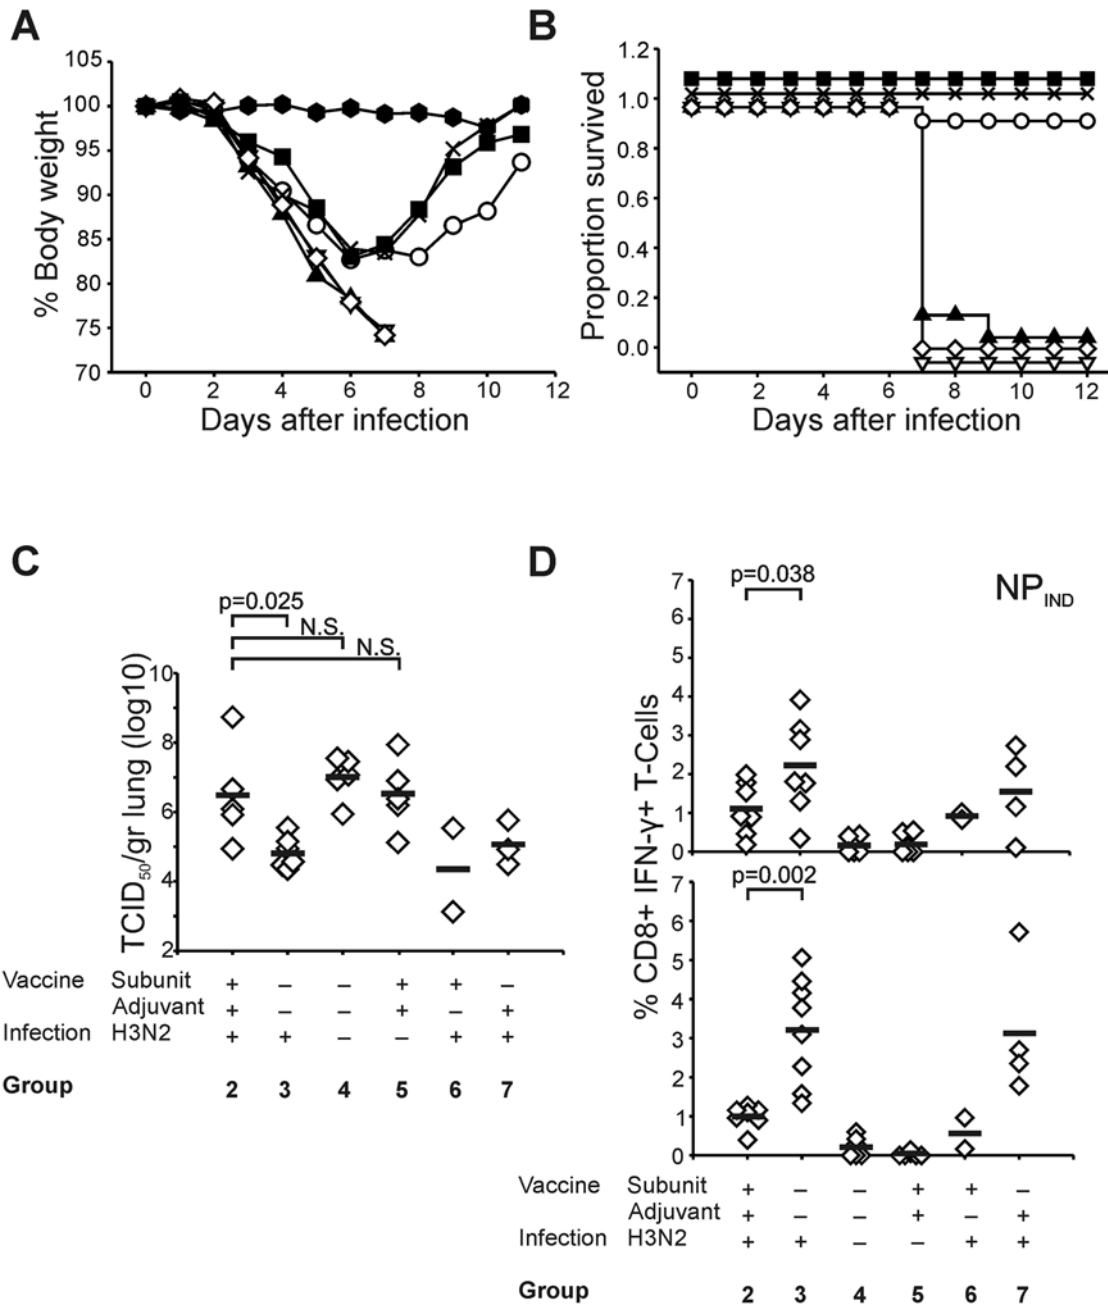 A
105
100
95
90
85
80
75
70
% Body weight
0 2 4 6 8 10 12
Days after infection
B
1.2
1.0
0.8
0.6
0.4
0.2
0.0
Proportion survived
0 2 4 6 8 10 12
Days after infection
C
p=0.025
N.S.
N.S.
10
8
6
4
2
TCID50/gr lung (log10)
Vaccine Subunit + – – + + –
Adjuvant + – – + – +
Infection H3N2 + + – – + +
Group 2 3 4 5 6 7
D
NPIND
p=0.038
7
6
5
4
3
2
1
0
% CD8+ IFN-γ+ T-Cells
p=0.002
7
6
5
4
3
2
1
0
Vaccine Subunit + – – + + –
Adjuvant + – – + – +
Infection H3N2 + + – – + +
Group 2 3 4 5 6 7